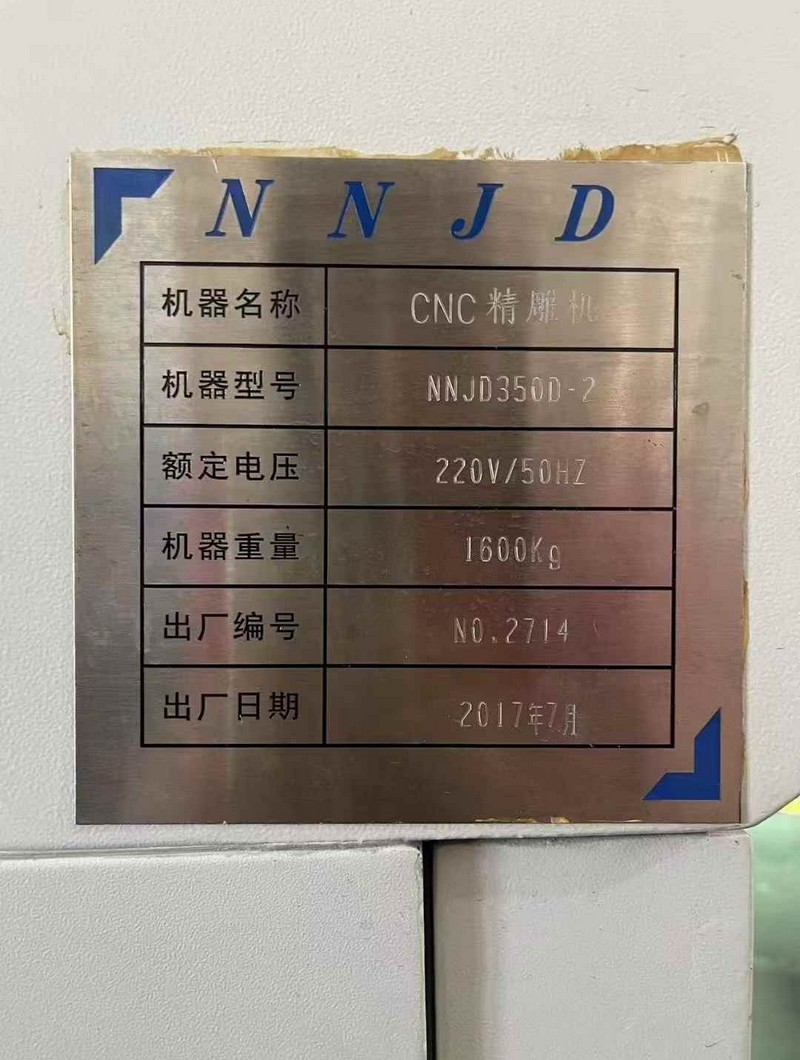 NNJD
机器名称 CNC精雕机
机器型号 NNJD350D-2
额定电压 220V/50HZ
机器重量 1600Kg
出厂编号 NO.2714
出厂日期 2017年7月